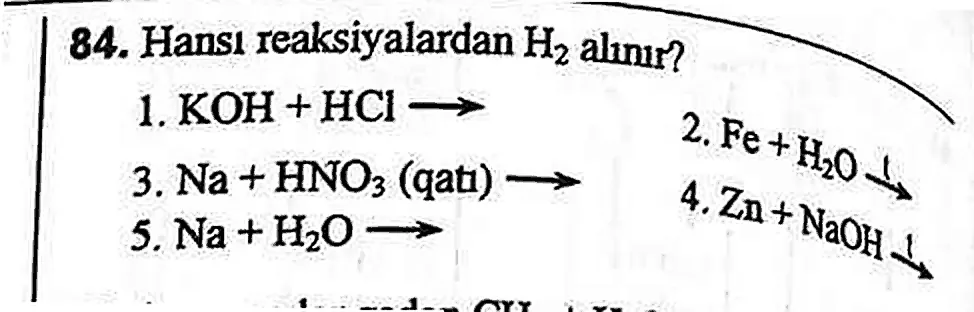 84. Hansı reaksiyalardan H₂ alınır?
1. KOH + HCl ⟶
2. Fe + H₂O t⟶
3. Na + HNO₃ (qatı) ⟶
4. Zn + NaOH t⟶
5. Na + H₂O ⟶